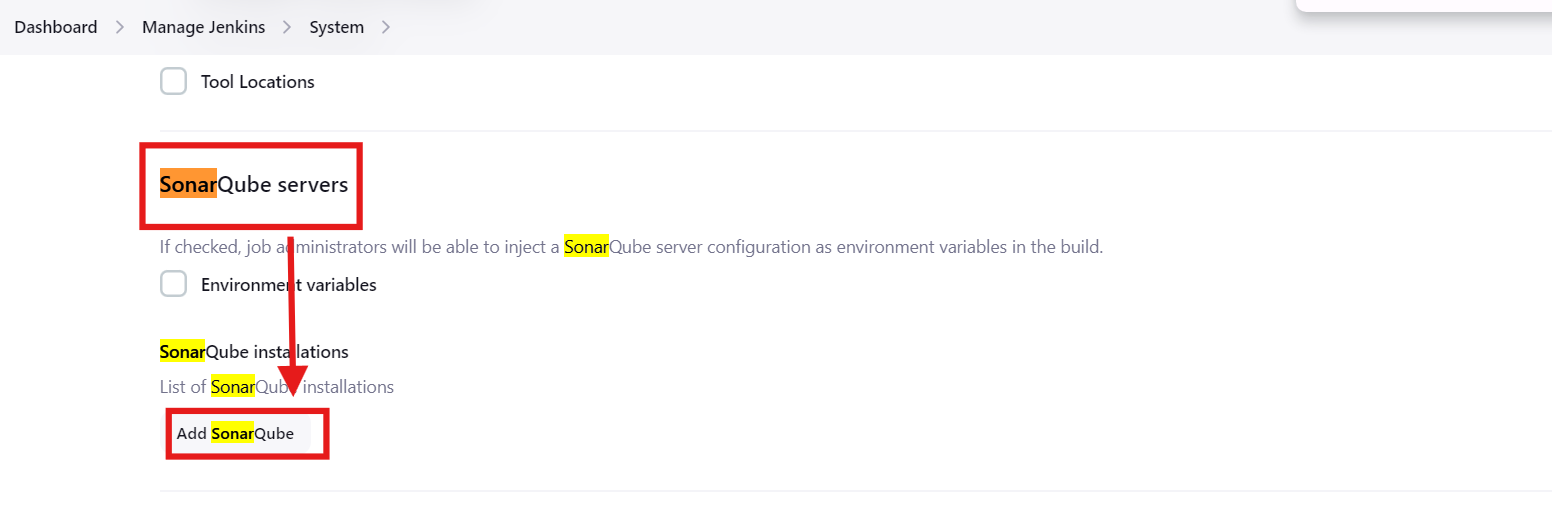 Dashboard > Manage Jenkins > System >
Tool Locations
SonarQube servers
If checked, job administrators will be able to inject a SonarQube server configuration as environment variables in the build.
Environment variables
SonarQube installations
List of SonarQube installations
Add SonarQube